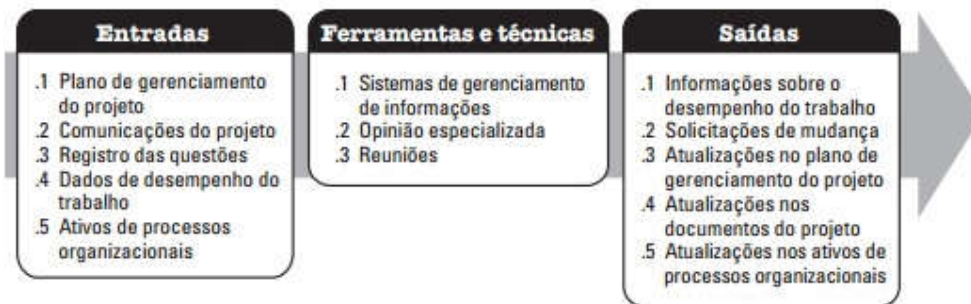 Entradas
.1 Plano de gerenciamento
do projeto
.2 Comunicações do projeto
.3 Registro das questões
.4 Dados de desempenho do
trabalho
.5 Ativos de processos
organizacionais
Ferramentas e técnicas
.1 Sistemas de gerenciamento
de informações
.2 Opinião especializada
.3 Reuniões
Saídas
.1 Informações sobre o
desempenho do trabalho
.2 Solicitações de mudança
.3 Atualizações no plano de
gerenciamento do projeto
.4 Atualizações nos
documentos do projeto
.5 Atualizações nos ativos de
processos organizacionais